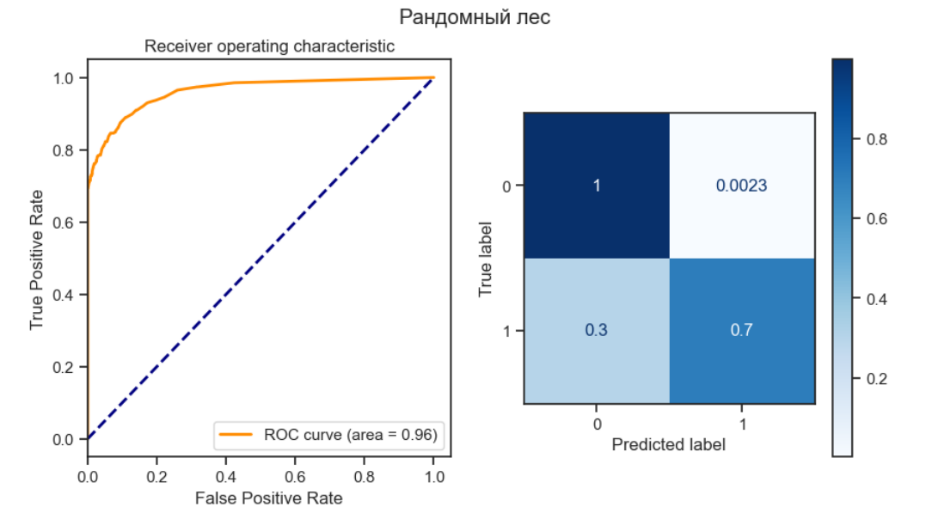 Рандомный лес
Receiver operating characteristic
True Positive Rate
1.0
0.8
0.6
0.4
0.2
0.0
0.0 0.2 0.4 0.6 0.8 1.0
False Positive Rate
ROC curve (area = 0.96)
True label
0
1
1 0.0023
0.3 0.7
0 1
Predicted label
0.8
0.6
0.4
0.2